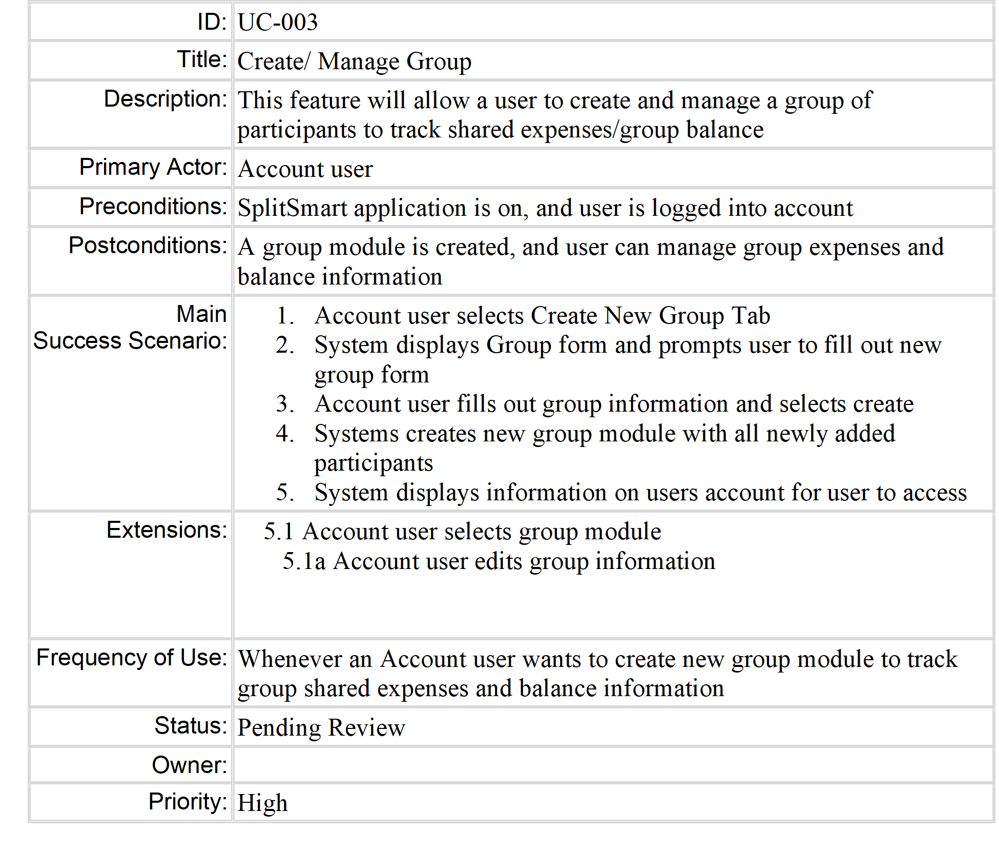 ID: UC-003
Title: Create/ Manage Group
Description: This feature will allow a user to create and manage a group of
participants to track shared expenses/group balance
Primary Actor: Account user
Preconditions: SplitSmart application is on, and user is logged into account
Postconditions: A group module is created, and user can manage group expenses and
balance information
Main
Success Scenario:
1. Account user selects Create New Group Tab
2. System displays Group form and prompts user to fill out new
group form
3. Account user fills out group information and selects create
4. Systems creates new group module with all newly added
participants
5. System displays information on users account for user to access
Extensions: 5.1 Account user selects group module
5.1a Account user edits group information
Frequency of Use: Whenever an Account user wants to create new group module to track
group shared expenses and balance information
Status: Pending Review
Owner:
Priority: High